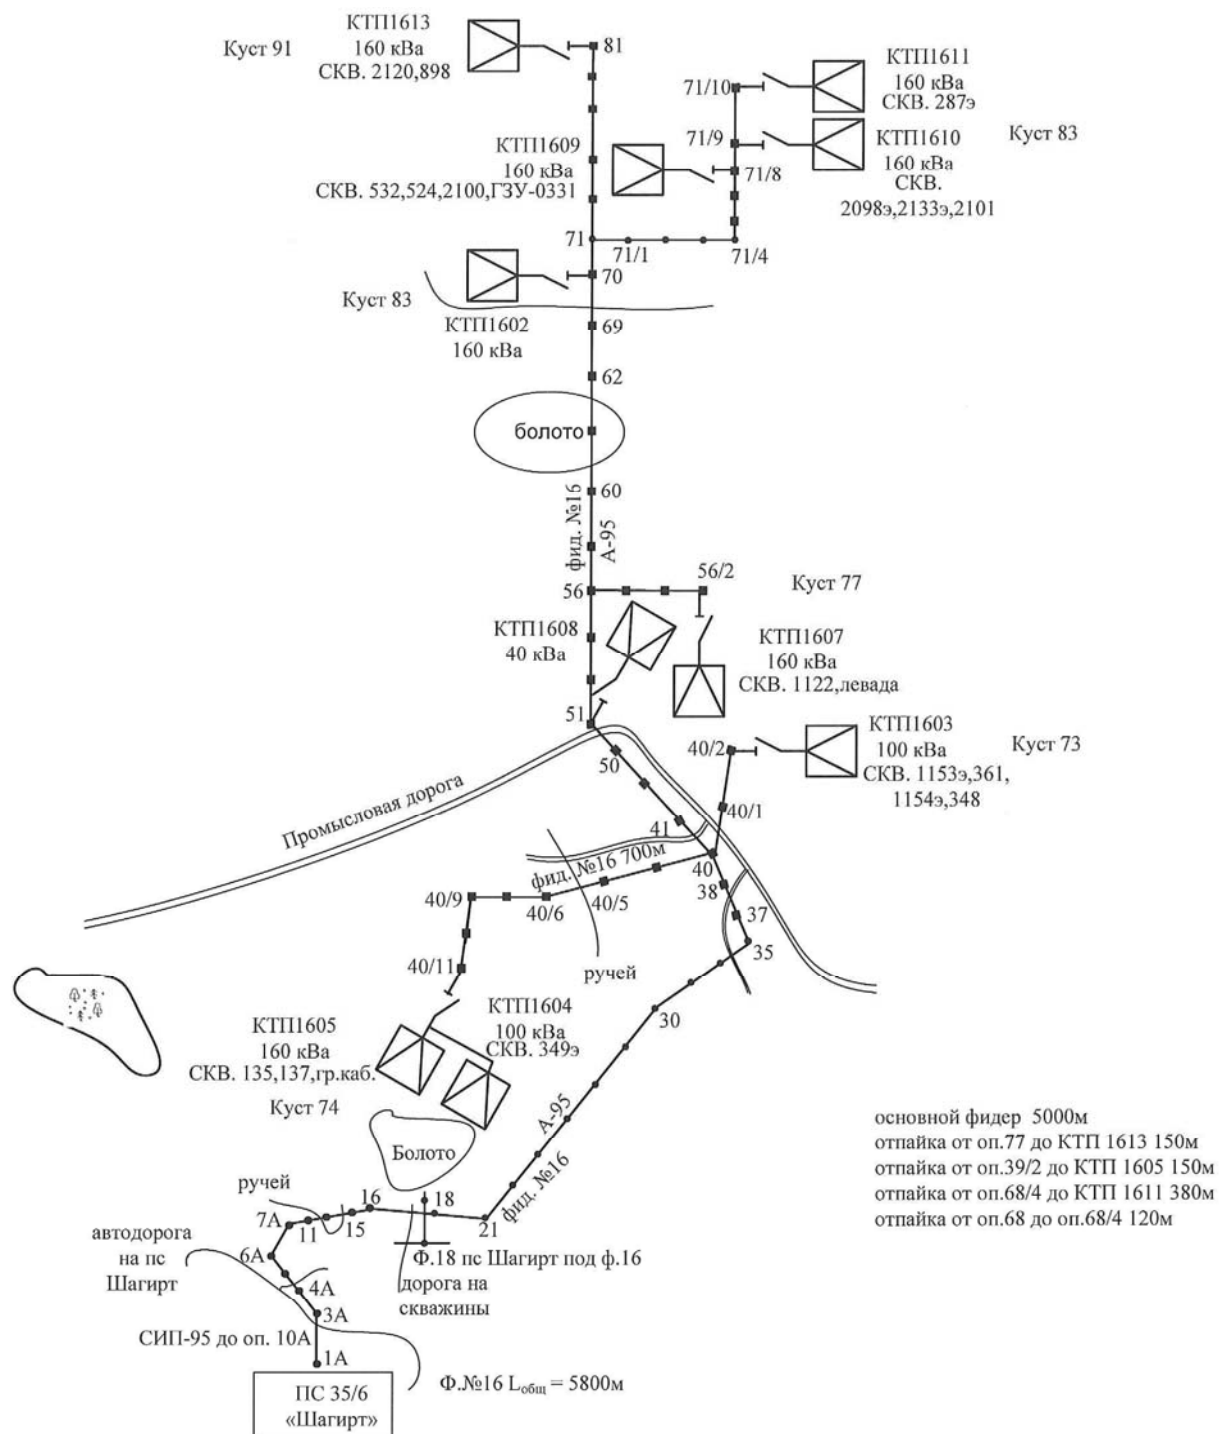 КТП1613
160 кВа
СКВ. 2120,898
Куст 91
81
КТП1611
160 кВа
СКВ. 287э
71/10
КТП1609
160 кВа
СКВ. 532,524,2100,ГЗУ-0331
71/9
71/8
КТП1610
160 кВа
СКВ.
2098э,2133э,2101
Куст 83
71
71/1
71/4
70
Куст 83
КТП1602
160 кВа
69
62
болото
60
фид. №16
А-95
56
56/2
Куст 77
КТП1608
40 кВа
КТП1607
160 кВа
СКВ. 1122,левада
51
50
КТП1603
100 кВа
СКВ. 1153э,361,
1154э,348
Куст 73
40/2
40/1
Промысловая дорога
41
40
фид. №16 700м
38
37
35
40/9
40/6
40/5
40/11
ручей
30
КТП1604
100 кВа
СКВ. 349э
КТП1605
160 кВа
СКВ. 135,137,гр.каб.
Куст 74
А-95
фид. №16
Болото
основной фидер 5000м
отпайка от оп.77 до КТП 1613 150м
отпайка от оп.39/2 до КТП 1605 150м
отпайка от оп.68/4 до КТП 1611 380м
отпайка от оп.68 до оп.68/4 120м
ручей
16
18
21
7А
11
15
автодорога
на пс
Шагирт
6А
4А
3А
Ф.18 пс Шагирт под ф.16
дорога на
скважины
СИП-95 до оп. 10А
1А
ПС 35/6
«Шагирт»
Ф.№16 Lобщ = 5800м